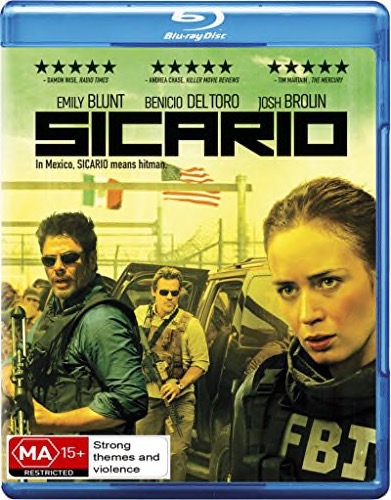 Blu-ray Disc
★★★★★ ★★★★★ ★★★★★
- DAMON WISE, RADIO TIMES - ANDREA CHASE, KILLER MOVIE REVIEWS - TIM MARTAIN, THE MERCURY
EMILY BLUNT BENICIO DEL TORO JOSH BROLIN
SICARIO
In Mexico, SICARIO means hitman.
FBI
MA 15+
RESTRICTED
Strong
themes and
violence